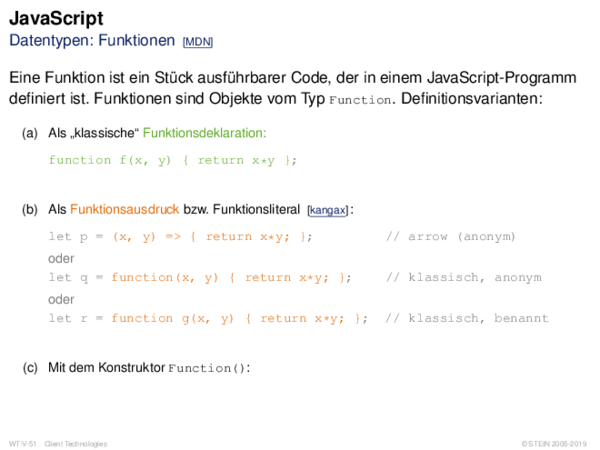 JavaScript
Datentypen: Funktionen [MDN]
Eine Funktion ist ein Stück ausführbarer Code, der in einem JavaScript-Programm
definiert ist. Funktionen sind Objekte vom Typ Function. Definitionsvarianten:
(a) Als „klassische“ Funktionsdeklaration:
function f(x, y) { return x*y };
(b) Als Funktionsausdruck bzw. Funktionsliteral [kangax]:
let p = (x, y) => { return x*y; }; // arrow (anonym)
oder
let q = function(x, y) { return x*y; }; // klassisch, anonym
oder
let r = function g(x, y) { return x*y; }; // klassisch, benannt
(c) Mit dem Konstruktor Function():
WT:V-51 Client Technologies © STEIN 2005-2019